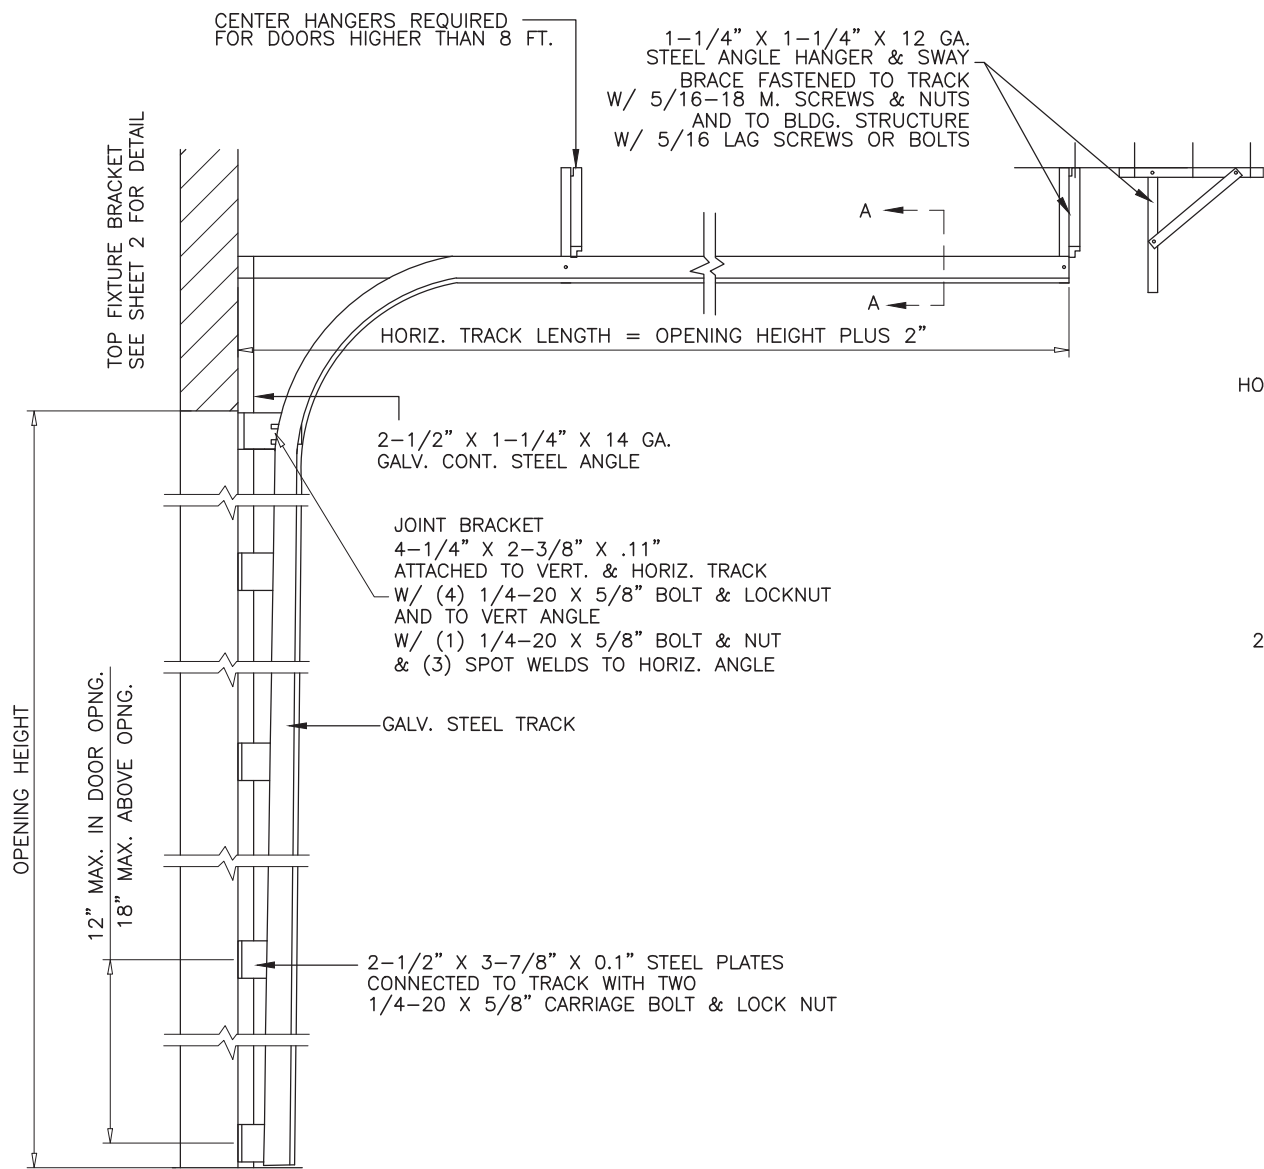 CENTER HANGERS REQUIRED
FOR DOORS HIGHER THAN 8 FT.
1-1/4” X 1-1/4” X 12 GA.
STEEL ANGLE HANGER & SWAY
BRACE FASTENED TO TRACK
W/ 5/16-18 M. SCREWS & NUTS
AND TO BLDG. STRUCTURE
W/ 5/16 LAG SCREWS OR BOLTS
TOP FIXTURE BRACKET
SEE SHEET 2 FOR DETAIL
A
A
HORIZ. TRACK LENGTH = OPENING HEIGHT PLUS 2”
HO
2-1/2” X 1-1/4” X 14 GA.
GALV. CONT. STEEL ANGLE
JOINT BRACKET
4-1/4” X 2-3/8” X .11”
ATTACHED TO VERT. & HORIZ. TRACK
W/ (4) 1/4-20 X 5/8” BOLT & LOCKNUT
AND TO VERT ANGLE
W/ (1) 1/4-20 X 5/8” BOLT & NUT
& (3) SPOT WELDS TO HORIZ. ANGLE
2
GALV. STEEL TRACK
OPENING HEIGHT
12” MAX. IN DOOR OPNG.
18” MAX. ABOVE OPNG.
2-1/2” X 3-7/8” X 0.1” STEEL PLATES
CONNECTED TO TRACK WITH TWO
1/4-20 X 5/8” CARRIAGE BOLT & LOCK NUT